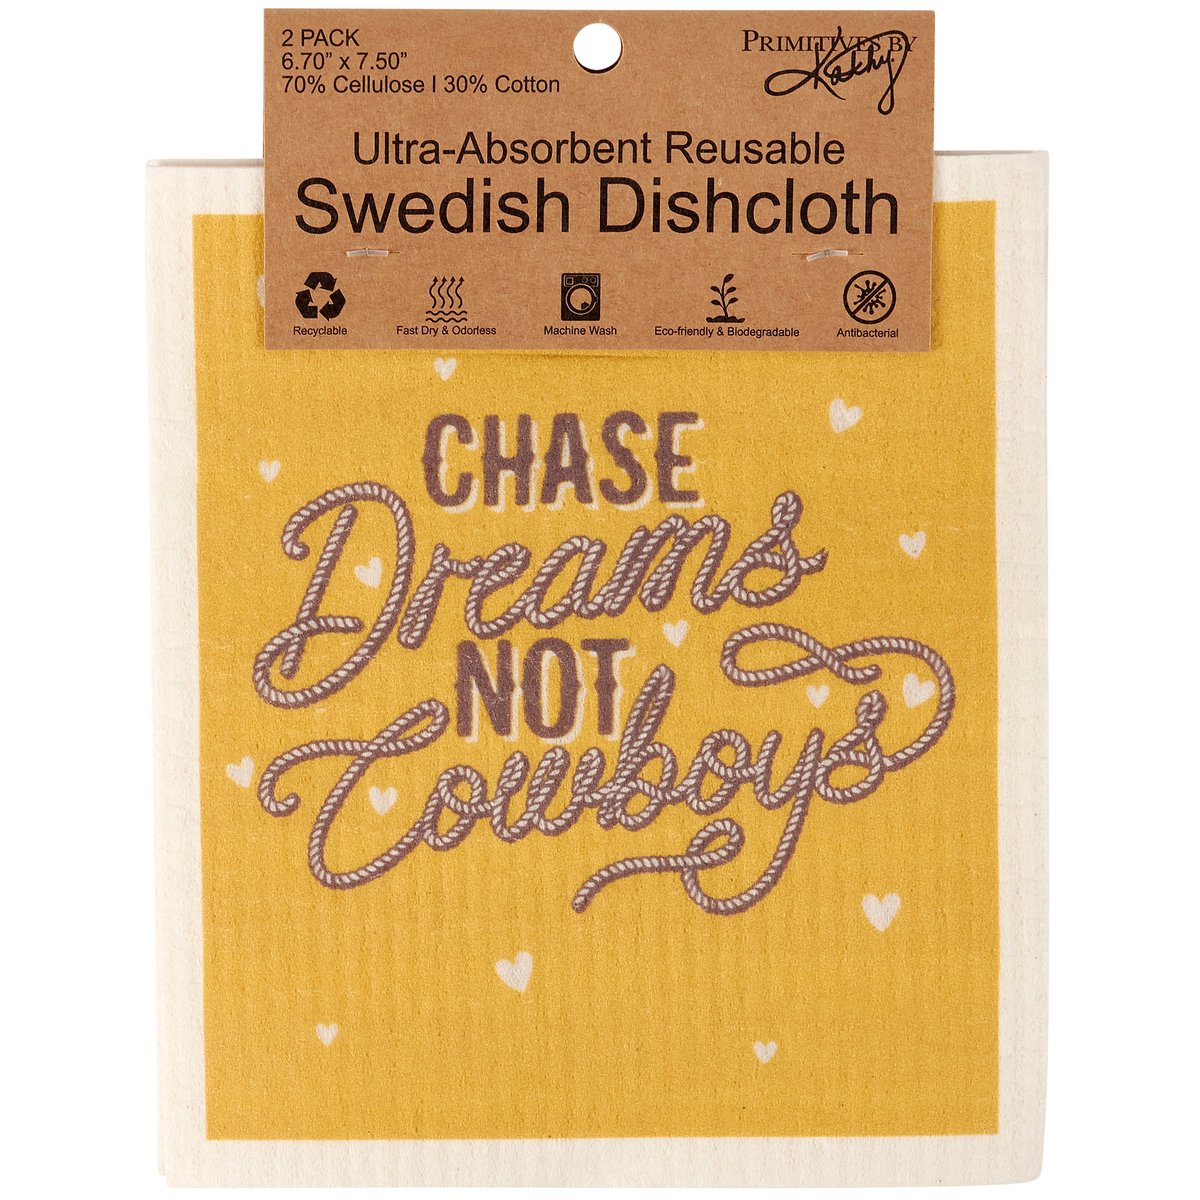 2 PACK
6.70” x 7.50”
70% Cellulose | 30% Cotton
PRIMITIVES BY
Kathy
Ultra-Absorbent Reusable
Swedish Dishcloth
Recyclable
Fast Dry & Odorless
Machine Wash
Eco-friendly & Biodegradable
Antibacterial
CHASE
Dreams
NOT
Cowboys